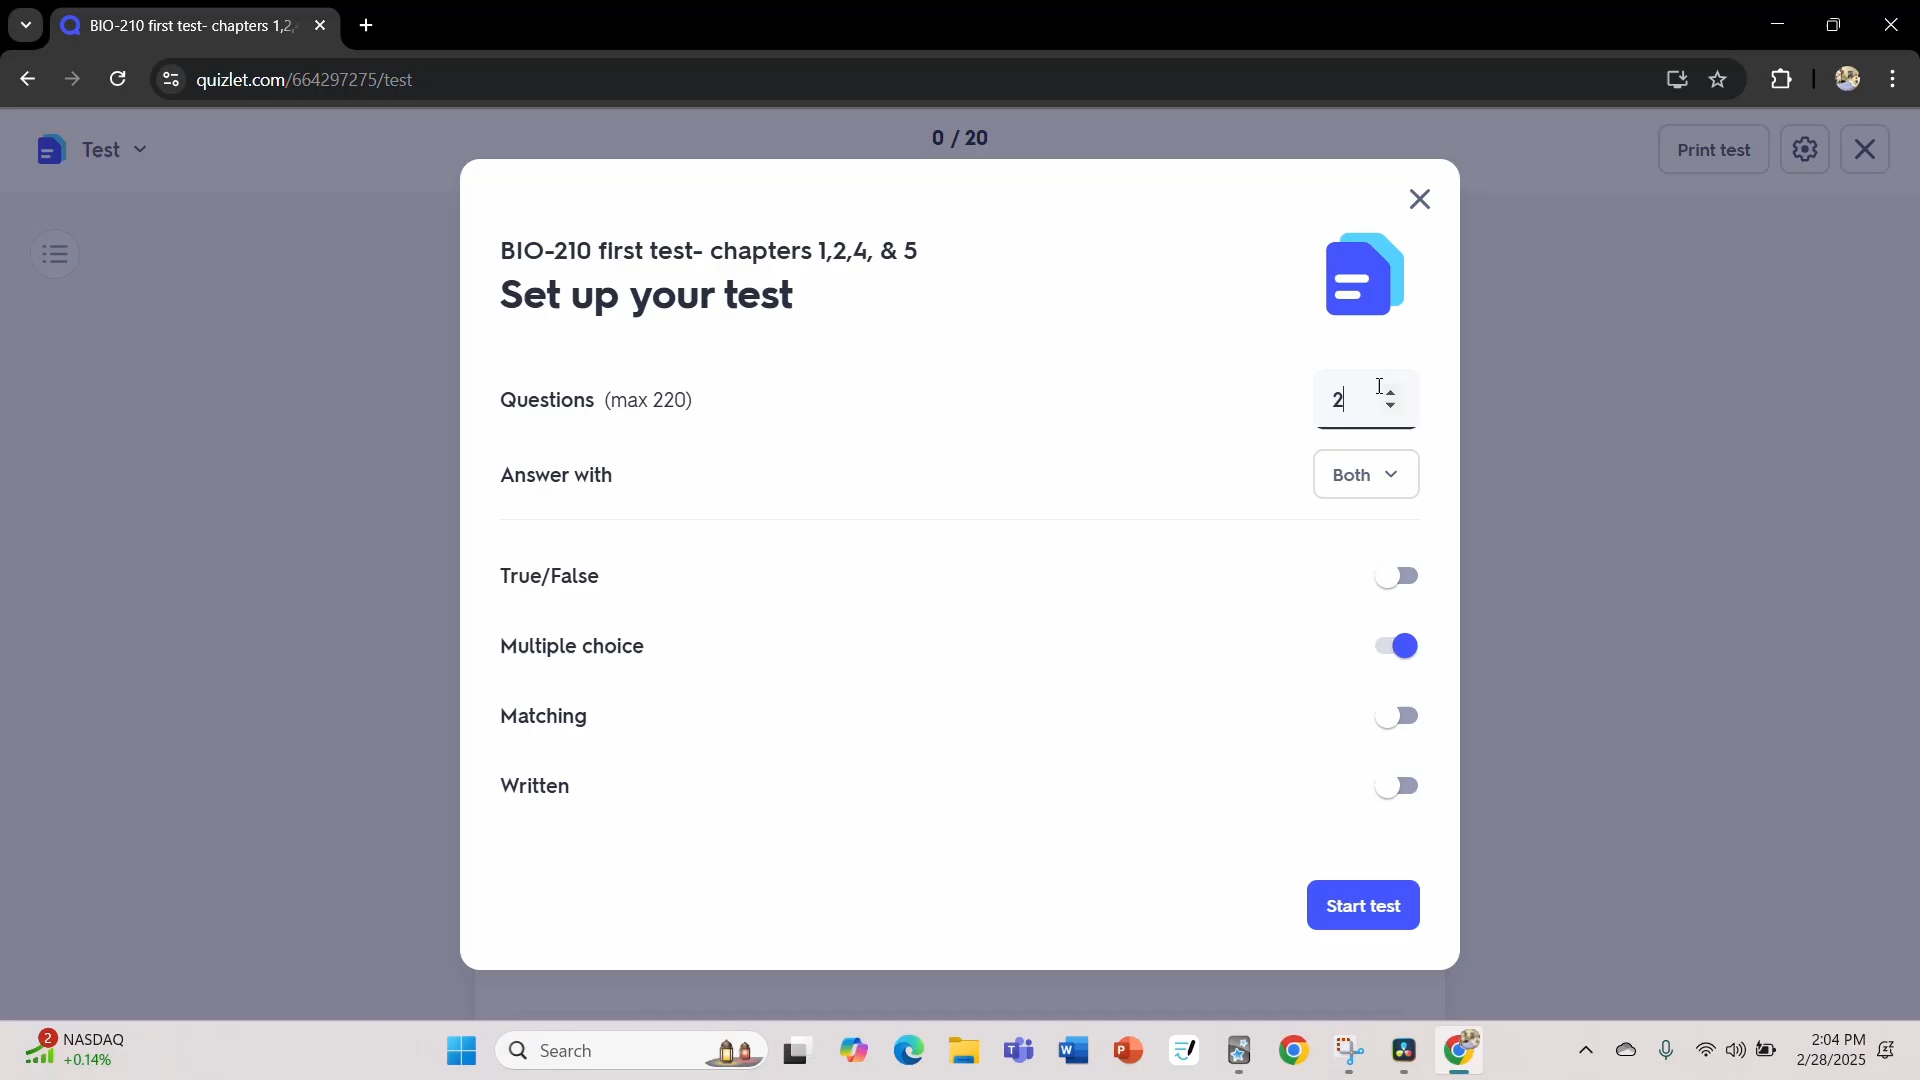 BIO-210 first test- chapters 1,2,
quizlet.com/664297275/test
Test
0 / 20
Print test
BIO-210 first test- chapters 1,2,4, & 5
Set up your test
Questions (max 220)
2
Answer with
Both
True/False
Multiple choice
Matching
Written
Start test
2
NASDAQ
+0.14%
Search
2:04 PM
2/28/2025